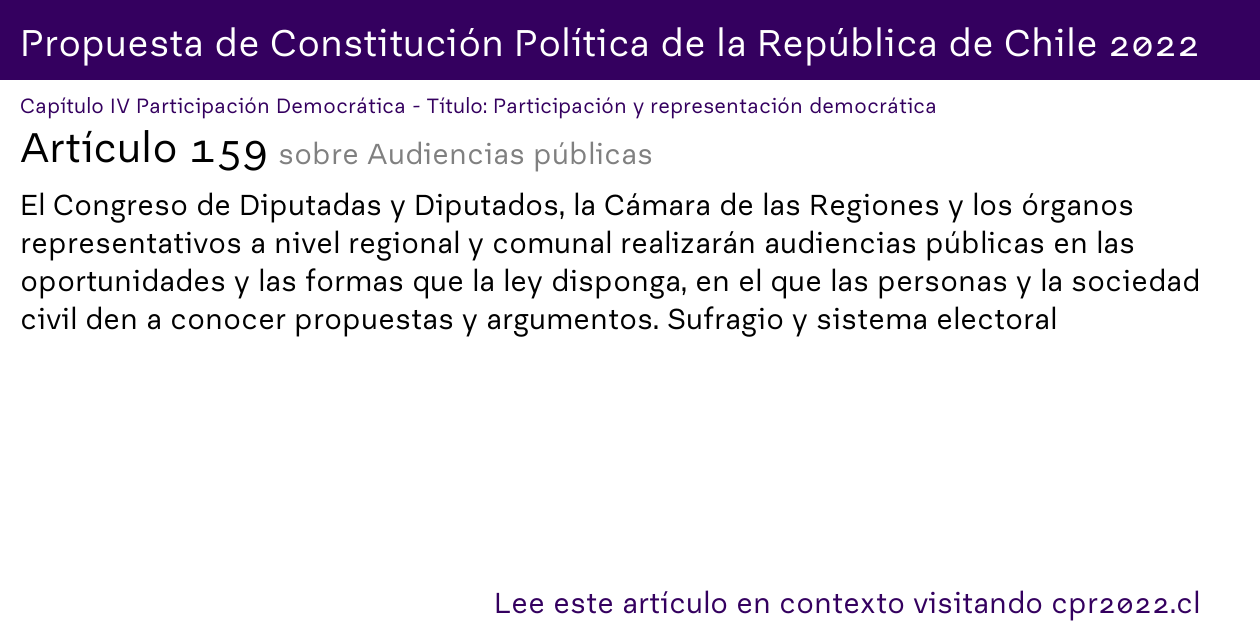 Propuesta de Constitución Política de la República de Chile 2022
Capítulo IV Participación Democrática - Título: Participación y representación democrática
Artículo 159 sobre Audiencias públicas
El Congreso de Diputadas y Diputados, la Cámara de las Regiones y los órganos
representativos a nivel regional y comunal realizarán audiencias públicas en las
oportunidades y las formas que la ley disponga, en el que las personas y la sociedad
civil den a conocer propuestas y argumentos. Sufragio y sistema electoral
Lee este artículo en contexto visitando cpr2022.cl